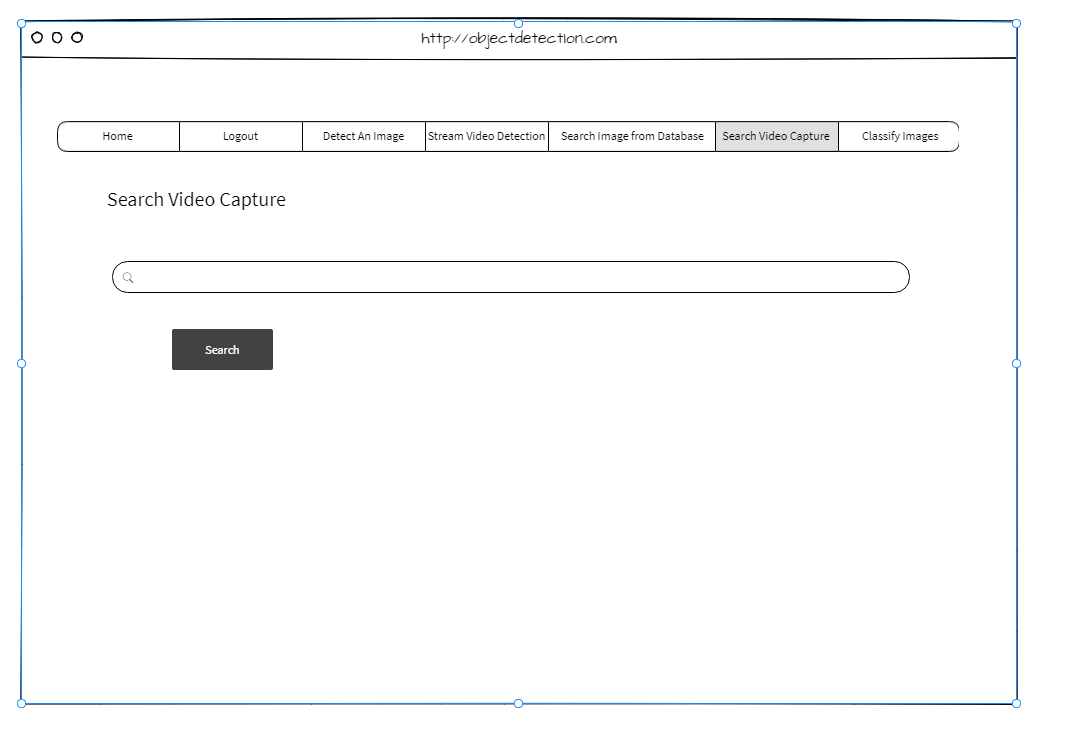 http://objectdetection.com
Home Logout Detect An Image Stream Video Detection Search Image from Database Search Video Capture Classify Images
Search Video Capture
Search